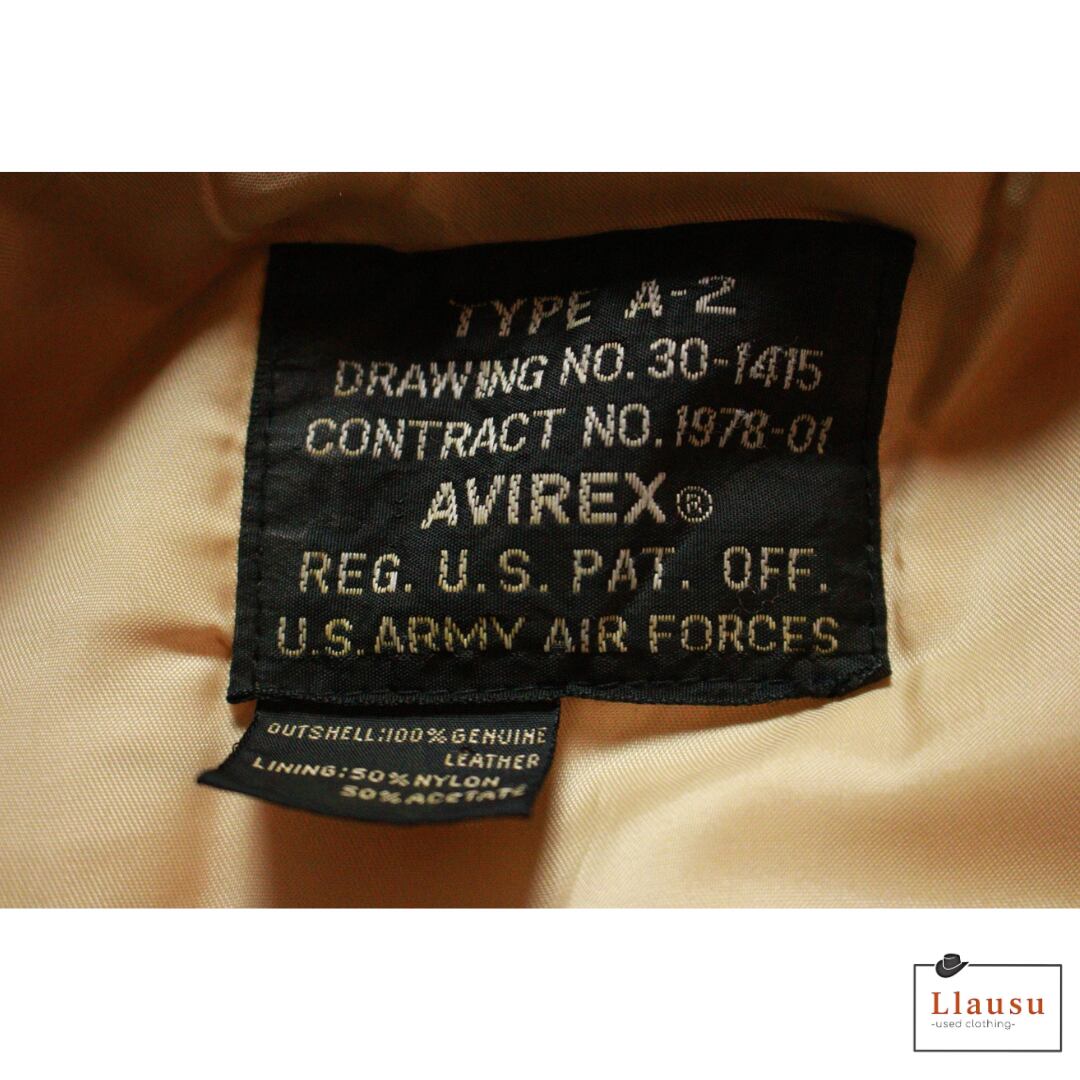 TYPE A-2
DRAWING NO. 30-1415
CONTRACT NO. 1978-01
AVIREX®
REG. U.S. PAT. OFF.
U.S. ARMY AIR FORCES
OUTSHELL:100% GENUINE
LEATHER
LINING:50% NYLON
50% ACETATE
Llausu
-used clothing-